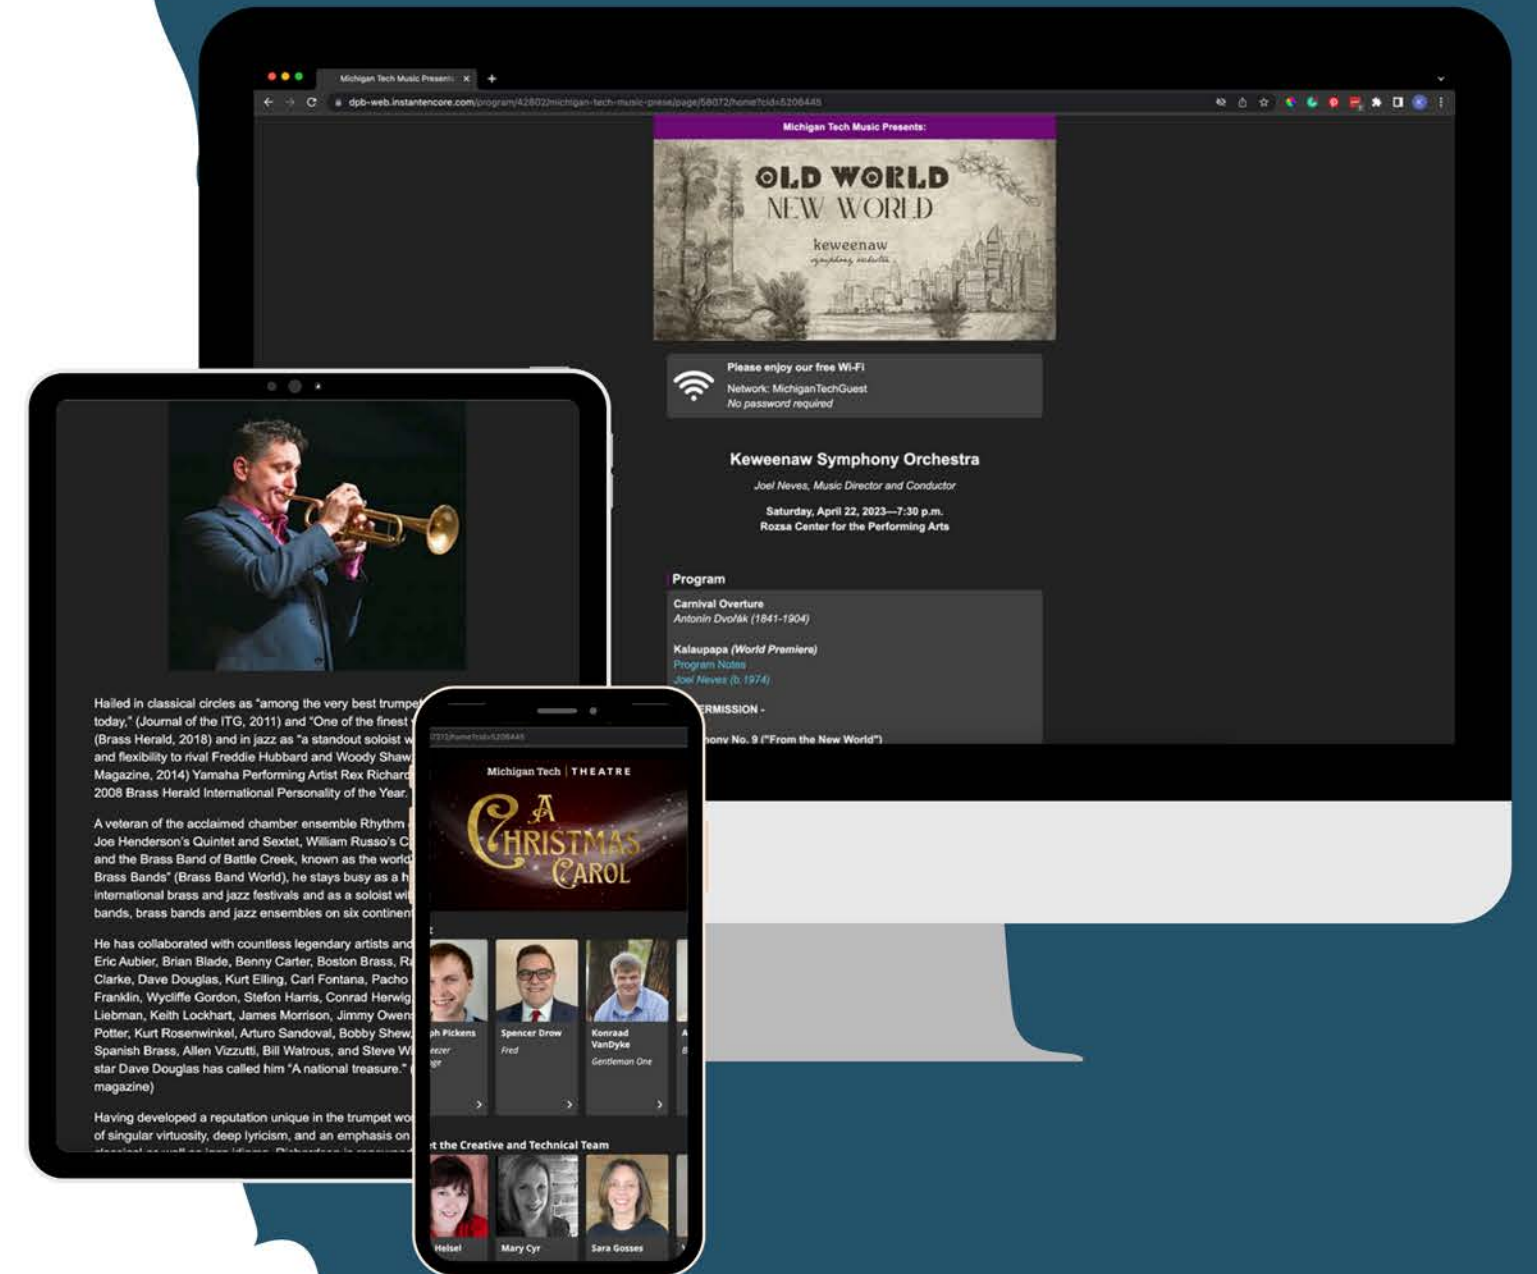 Michigan Tech Music Presents
dpb-web.instantencore.com/program/42802/michigan-tech-music-prese/page/58072/home?cid=5208445
Michigan Tech Music Presents:
OLD WORLD
NEW WORLD
keweenaw
symphony orchestra
Please enjoy our free Wi-Fi
Network: MichiganTechGuest
No password required
Keweenaw Symphony Orchestra
Joel Neves, Music Director and Conductor
Saturday, April 22, 2023—7:30 p.m.
Rozsa Center for the Performing Arts
Program
Carnival Overture
Antonín Dvořák (1841-1904)
Kalaupapa (World Premiere)
Program Notes
Joel Neves (b. 1974)
ERMISSION -
hony No. 9 ("From the New World")
Hailed in classical circles as "among the very best trumpet
today," (Journal of the ITG, 2011) and "One of the finest
(Brass Herald, 2018) and in jazz as "a standout soloist w
and flexibility to rival Freddie Hubbard and Woody Shaw
Magazine, 2014) Yamaha Performing Artist Rex Richard
2008 Brass Herald International Personality of the Year.
A veteran of the acclaimed chamber ensemble Rhythm
Joe Henderson's Quintet and Sextet, William Russo's C
and the Brass Band of Battle Creek, known as the world
Brass Bands" (Brass Band World), he stays busy as a h
international brass and jazz festivals and as a soloist wi
bands, brass bands and jazz ensembles on six continen
He has collaborated with countless legendary artists and
Eric Aubier, Brian Blade, Benny Carter, Boston Brass, Ra
Clarke, Dave Douglas, Kurt Elling, Carl Fontana, Pacho
Franklin, Wycliffe Gordon, Stefon Harris, Conrad Herwig
Liebman, Keith Lockhart, James Morrison, Jimmy Owens
Potter, Kurt Rosenwinkel, Arturo Sandoval, Bobby Shew,
Spanish Brass, Allen Vizzutti, Bill Watrous, and Steve Wi
star Dave Douglas has called him "A national treasure." (
magazine)
Having developed a reputation unique in the trumpet wo
of singular virtuosity, deep lyricism, and an emphasis on
7372/home?cid=5208445
Michigan Tech | THEATRE
A
CHRISTMAS
CAROL
ph Pickens
eezer
oge
Spencer Drow
Fred
Konraad
VanDyke
Gentleman One
A
B
et the Creative and Technical Team
Helsel
Mary Cyr
Sara Gosses